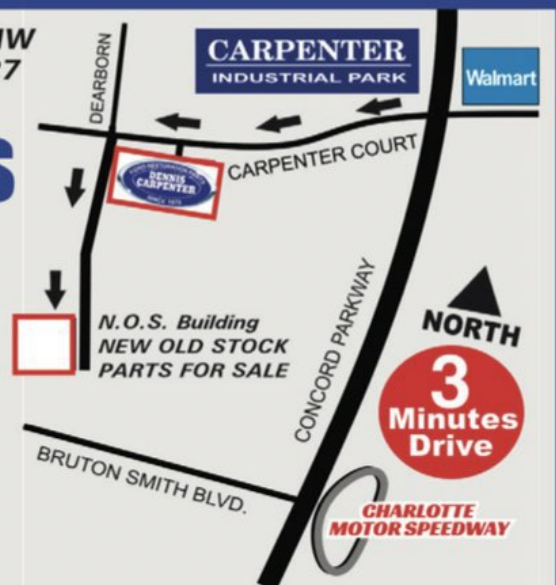 7
DEARBORN
CARPENTER
INDUSTRIAL PARK
Walmart
CARPENTER COURT
DENNIS
CARPENTER
N.O.S. Building
NEW OLD STOCK
PARTS FOR SALE
CONCORD PARKWAY
NORTH
3
Minutes
Drive
BRUTON SMITH BLVD.
CHARLOTTE
MOTOR SPEEDWAY